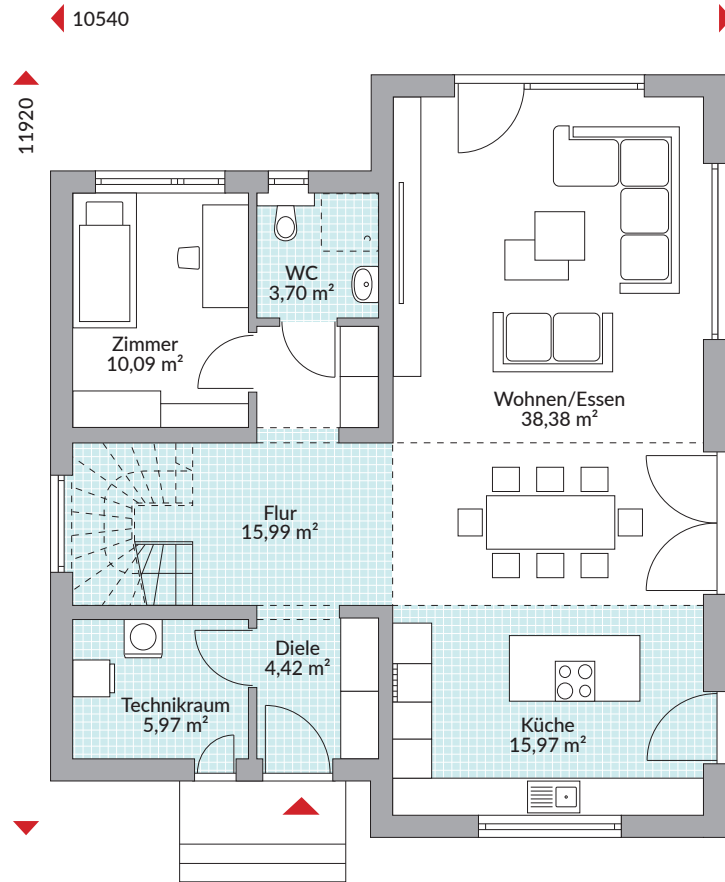 10540
11920
WC
3,70 m²
Zimmer
10,09 m²
Wohnen/Essen
38,38 m²
Flur
15,99 m²
Diele
4,42 m²
Technikraum
5,97 m²
Küche
15,97 m²